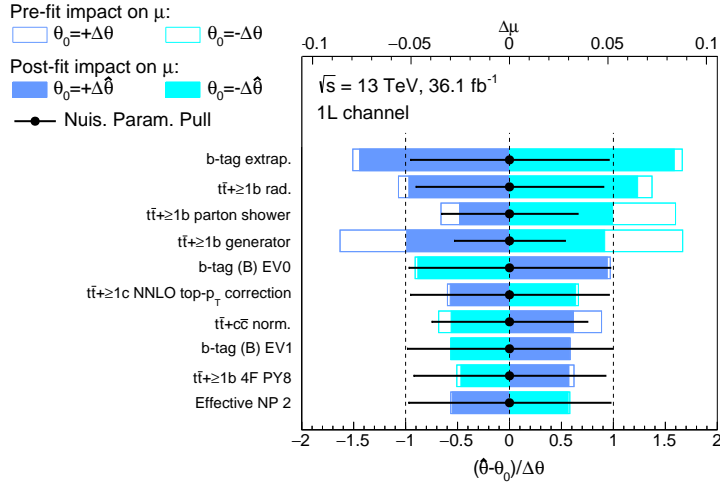 Pre-fit impact on μ:
θ₀=+Δθ θ₀=-Δθ
Post-fit impact on μ:
θ₀=+Δθ̂ θ₀=-Δθ̂
Nuis. Param. Pull
Δμ
-0.1 -0.05 0 0.05 0.1
√s = 13 TeV, 36.1 fb⁻¹
1L channel
b-tag extrap.
tt̄+≥1b rad.
tt̄+≥1b parton shower
tt̄+≥1b generator
b-tag (B) EV0
tt̄+≥1c NNLO top-p_T correction
tt̄+cc̄ norm.
b-tag (B) EV1
tt̄+≥1b 4F PY8
Effective NP 2
−2 −1.5 −1 −0.5 0 0.5 1 1.5 2
(θ̂-θ₀)/Δθ